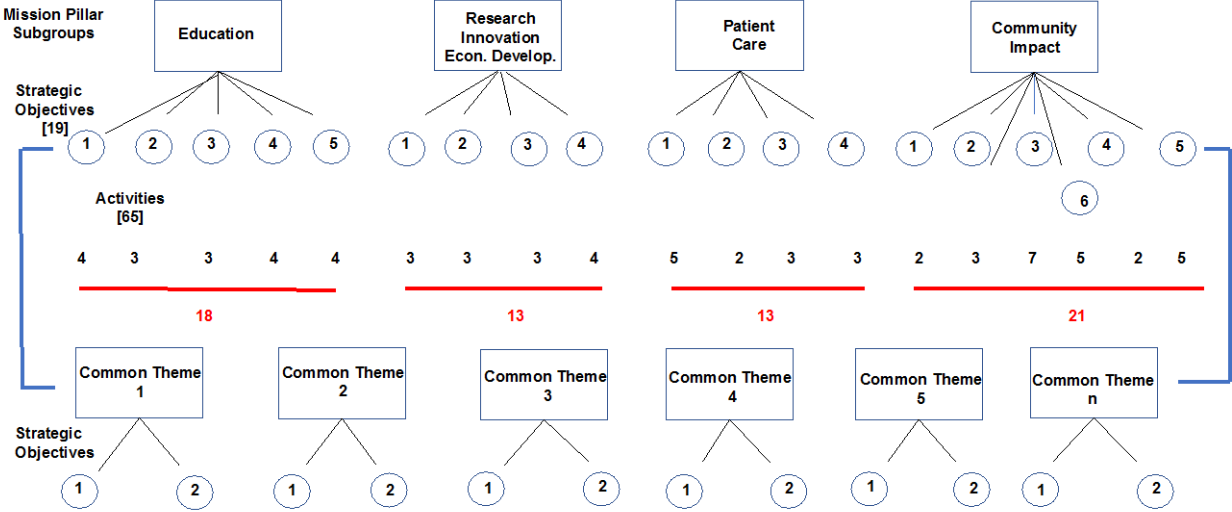 Mission Pillar
Subgroups
Education
Research
Innovation
Econ. Develop.
Patient
Care
Community
Impact
Strategic
Objectives
[19]
1 2 3 4 5 1 2 3 4 1 2 3 4 1 2 3 4 5
6
Activities
[65]
4 3 3 4 4 3 3 3 4 5 2 3 3 2 3 7 5 2 5
18 13 13 21
Common Theme
1
Common Theme
2
Common Theme
3
Common Theme
4
Common Theme
5
Common Theme
n
Strategic
Objectives
1 2 1 2 1 2 1 2 1 2 1 2